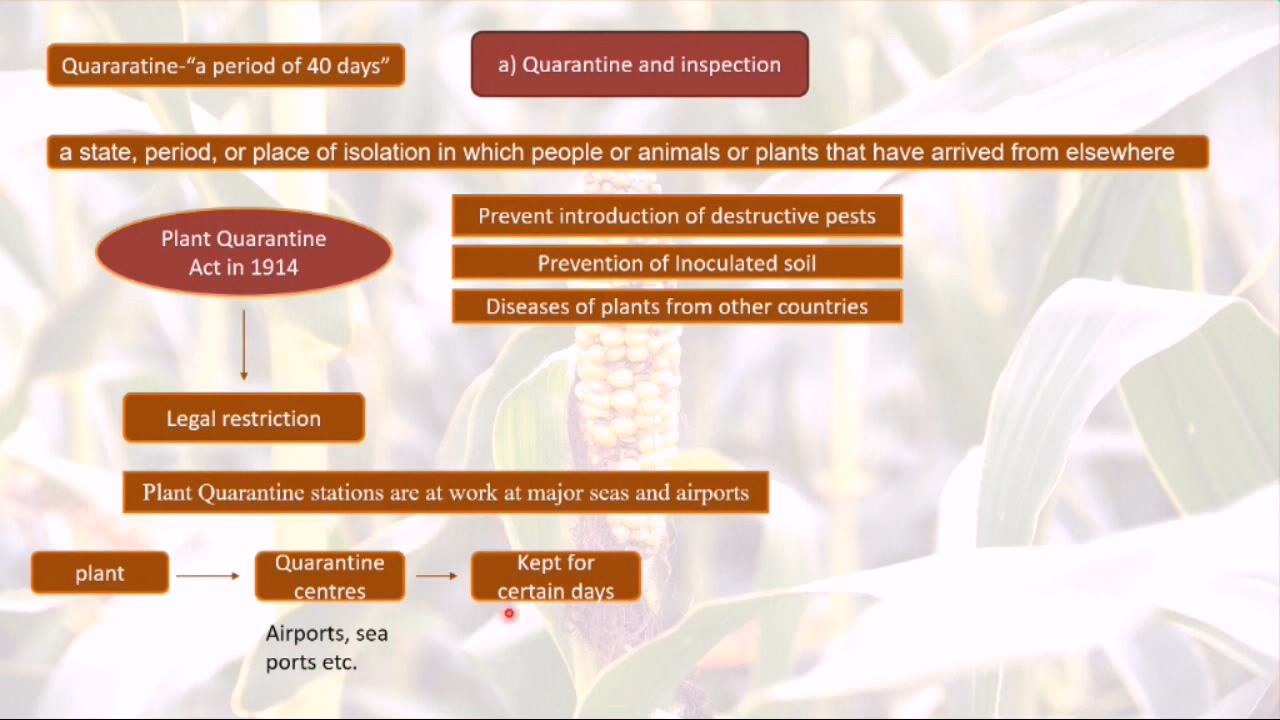 Quararatine-“a period of 40 days”
a) Quarantine and inspection
a state, period, or place of isolation in which people or animals or plants that have arrived from elsewhere
Plant Quarantine
Act in 1914
Prevent introduction of destructive pests
Prevention of Inoculated soil
Diseases of plants from other countries
Legal restriction
Plant Quarantine stations are at work at major seas and airports
plant
Quarantine
centres
Kept for
certain days
Airports, sea
ports etc.